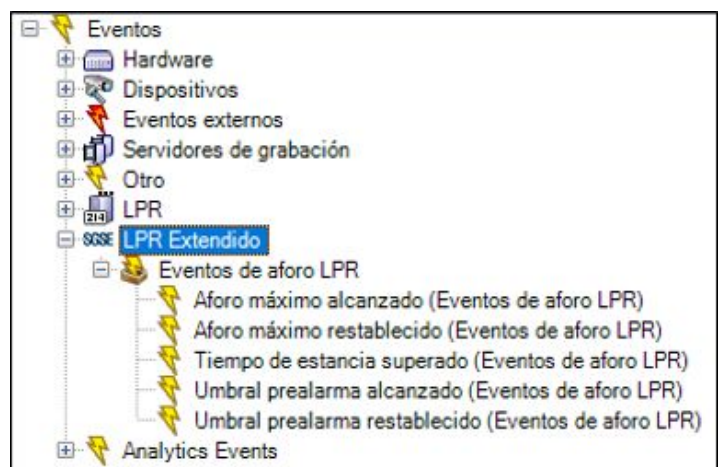 Eventos
Hardware
Dispositivos
Eventos externos
Servidores de grabación
Otro
214 LPR
SGSE LPR Extendido
Eventos de aforo LPR
Aforo máximo alcanzado (Eventos de aforo LPR)
Aforo máximo restablecido (Eventos de aforo LPR)
Tiempo de estancia superado (Eventos de aforo LPR)
Umbral prealarma alcanzado (Eventos de aforo LPR)
Umbral prealarma restablecido (Eventos de aforo LPR)
Analytics Events